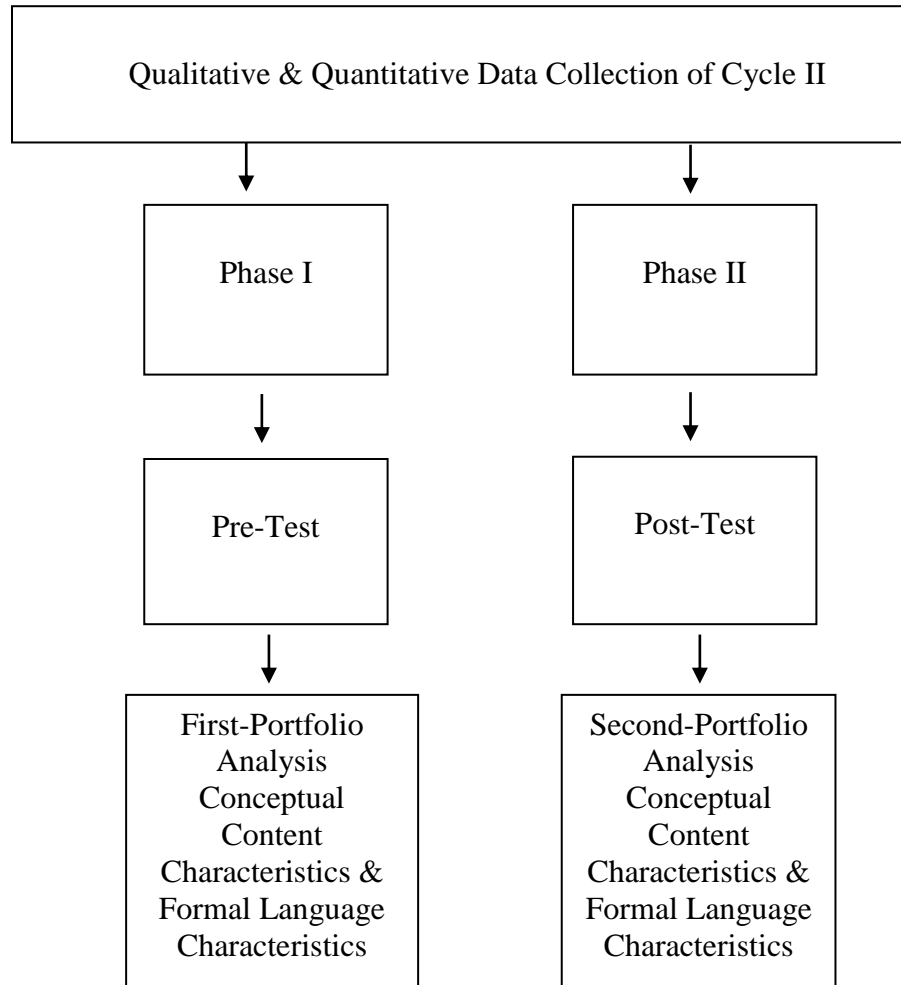 Qualitative & Quantitative Data Collection of Cycle II
Phase I
Phase II
Pre-Test
Post-Test
First-Portfolio
Analysis
Conceptual
Content
Characteristics &
Formal Language
Characteristics
Second-Portfolio
Analysis
Conceptual
Content
Characteristics &
Formal Language
Characteristics